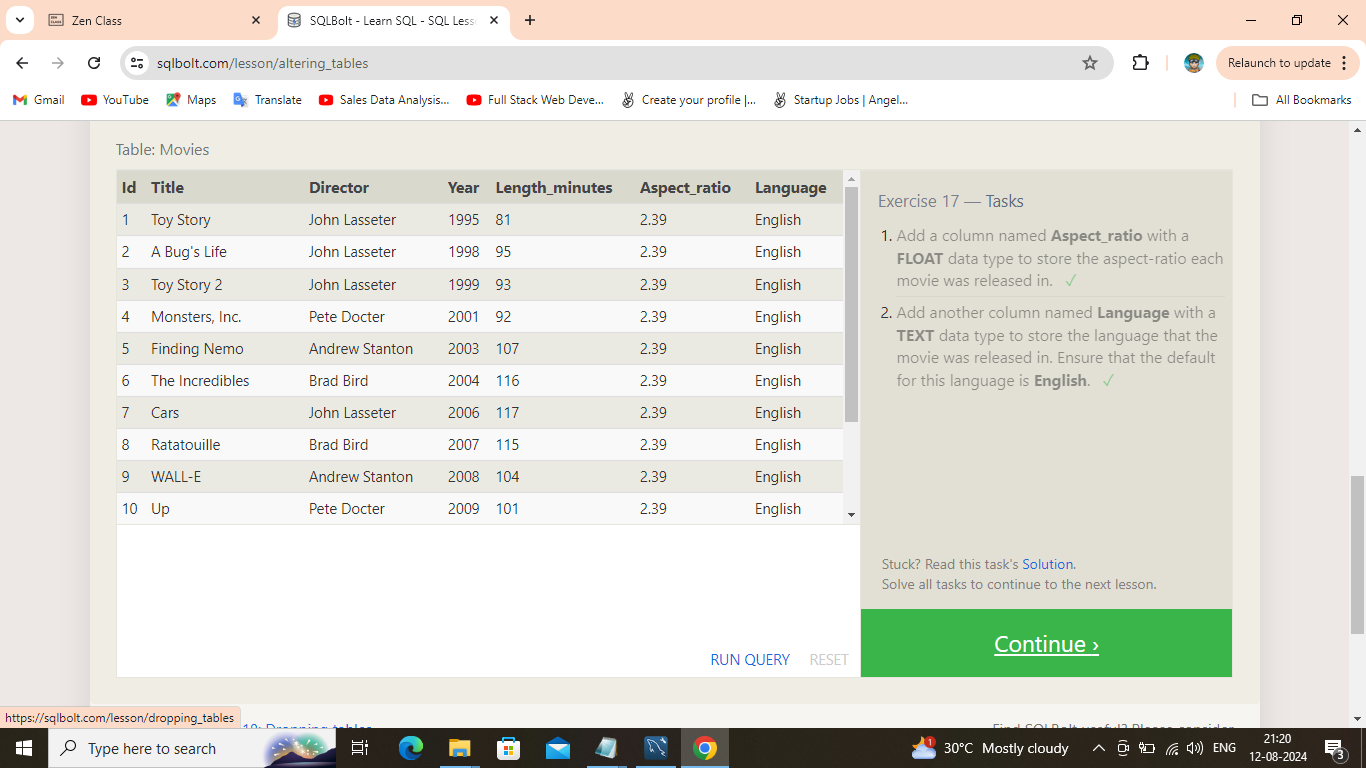 Zen Class
SQLBolt - Learn SQL - SQL Less
sqlbolt.com/lesson/altering_tables
Relaunch to update
Gmail YouTube Maps Translate Sales Data Analysis... Full Stack Web Deve... Create your profile |... Startup Jobs | Angel... All Bookmarks
Table: Movies
Id Title Director Year Length_minutes Aspect_ratio Language
1 Toy Story John Lasseter 1995 81 2.39 English
2 A Bug's Life John Lasseter 1998 95 2.39 English
3 Toy Story 2 John Lasseter 1999 93 2.39 English
4 Monsters, Inc. Pete Docter 2001 92 2.39 English
5 Finding Nemo Andrew Stanton 2003 107 2.39 English
6 The Incredibles Brad Bird 2004 116 2.39 English
7 Cars John Lasseter 2006 117 2.39 English
8 Ratatouille Brad Bird 2007 115 2.39 English
9 WALL-E Andrew Stanton 2008 104 2.39 English
10 Up Pete Docter 2009 101 2.39 English
RUN QUERY RESET
Exercise 17 — Tasks
1. Add a column named Aspect_ratio with a
FLOAT data type to store the aspect-ratio each
movie was released in. ✓
2. Add another column named Language with a
TEXT data type to store the language that the
movie was released in. Ensure that the default
for this language is English. ✓
Stuck? Read this task's Solution.
Solve all tasks to continue to the next lesson.
Continue ›
https://sqlbolt.com/lesson/dropping_tables
18: Dropping tables
Find SQLBolt useful? Please consider
Type here to search
1
30°C Mostly cloudy
ENG
21:20
12-08-2024
3